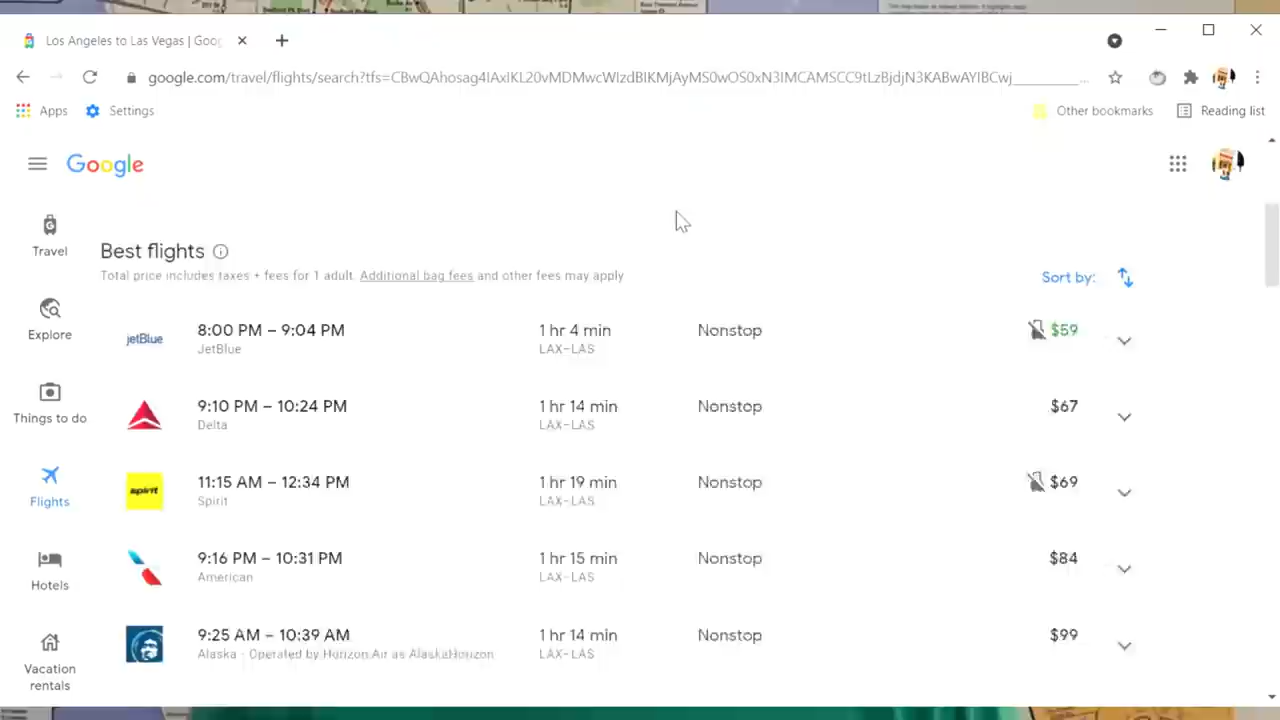 Los Angeles to Las Vegas | Goog
google.com/travel/flights/search?tfs=CBwQAhosag4IAxIKL20vMDMwcWIzdBIKMjAyMS0wOS0xN3IMCAMSCC9tLzBjdjN3KABwAYIBCwj_________...
Apps
Settings
Other bookmarks
Reading list
Google
Travel
Explore
Things to do
Flights
Hotels
Vacation
rentals
Best flights
Total price includes taxes + fees for 1 adult. Additional bag fees and other fees may apply
Sort by:
jetBlue
8:00 PM – 9:04 PM
JetBlue
1 hr 4 min
LAX–LAS
Nonstop
$59
9:10 PM – 10:24 PM
Delta
1 hr 14 min
LAX–LAS
Nonstop
$67
spirit
11:15 AM – 12:34 PM
Spirit
1 hr 19 min
LAX–LAS
Nonstop
$69
9:16 PM – 10:31 PM
American
1 hr 15 min
LAX–LAS
Nonstop
$84
9:25 AM – 10:39 AM
Alaska · Operated by Horizon Air as AlaskaHorizon
1 hr 14 min
LAX–LAS
Nonstop
$99